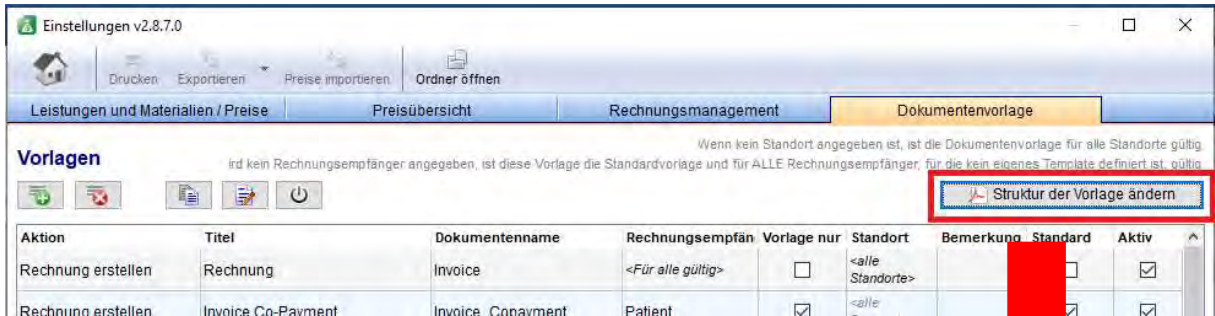 Einstellungen v2.8.7.0
Drucken Exportieren Preise importieren Ordner öffnen
Leistungen und Materialien / Preise Preisübersicht Rechnungsmanagement Dokumentenvorlage
Wenn kein Standort angegeben ist, ist die Dokumentenvorlage für alle Standorte gültig
Vorlagen
ird kein Rechnungsempfänger angegeben, ist diese Vorlage die Standardvorlage und für ALLE Rechnungsempfänger, für die kein eigenes Template definiert ist, gültig
Struktur der Vorlage ändern
Aktion Titel Dokumentenname Rechnungsempfän Vorlage nur Standort Bemerkung Standard Aktiv
Rechnung erstellen Rechnung Invoice <Für alle gültig> <alle Standorte>
Rechnung erstellen Invoice Co-Payment Invoice_Copayment Patient <alle